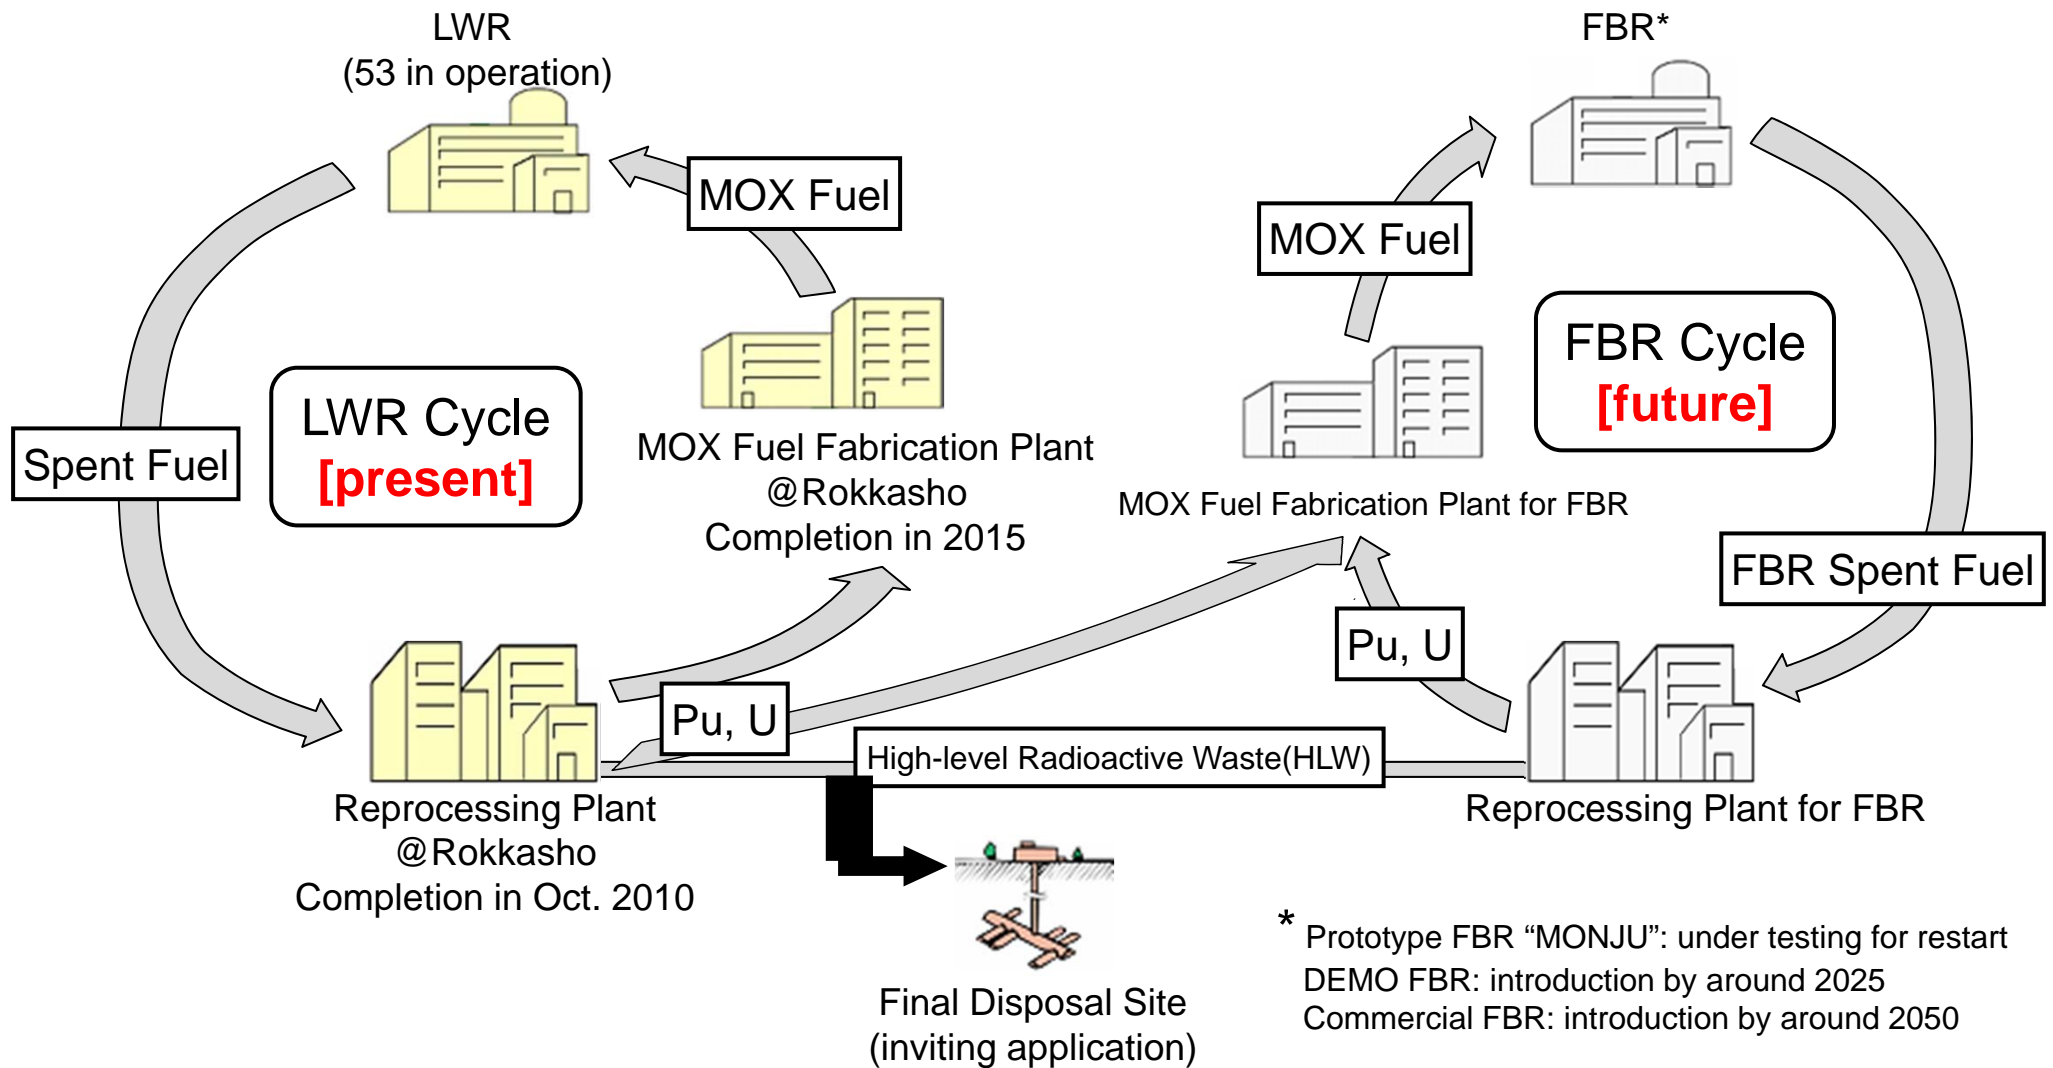 LWR
(53 in operation)
FBR*
MOX Fuel
MOX Fuel
LWR Cycle
[present]
FBR Cycle
[future]
Spent Fuel
MOX Fuel Fabrication Plant
@Rokkasho
Completion in 2015
MOX Fuel Fabrication Plant for FBR
FBR Spent Fuel
Pu, U
Pu, U
High-level Radioactive Waste(HLW)
Reprocessing Plant
@Rokkasho
Completion in Oct. 2010
Reprocessing Plant for FBR
Final Disposal Site
(inviting application)
* Prototype FBR “MONJU”: under testing for restart
DEMO FBR: introduction by around 2025
Commercial FBR: introduction by around 2050